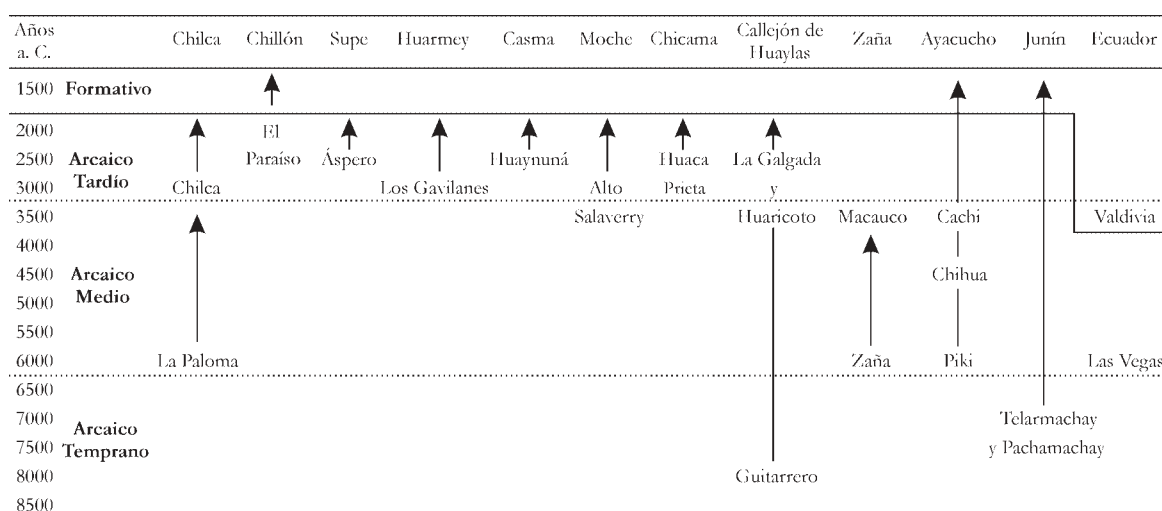 Años Callejón de
a. C. Chilca Chillón Supe Huarmey Casma Moche Chicama Huaylas Zaña Ayacucho Junín Ecuador
1500 Formativo
2000 El
2500 Arcaico Paraíso Áspero Huaynuná Huaca La Galgada
3000 Tardío Chilca Los Gavilanes Alto Prieta y
3500 Salaverry Huaricoto Macauco Cachi Valdivia
4000
4500 Arcaico Chihua
5000 Medio
5500
6000 La Paloma Zaña Piki Las Vegas
6500
7000 Arcaico Telarmachay
7500 Temprano y Pachamachay
8000 Guitarrero
8500